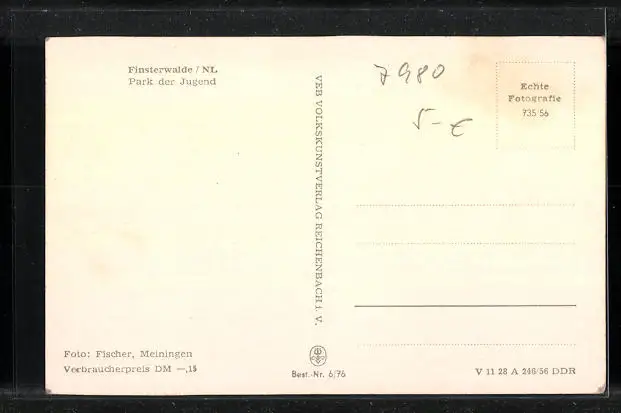 Finsterwalde / NL
Park der Jugend
7980
5-€
Echte
Fotografie
735/56
VEB VOLKSKUNSTVERLAG REICHENBACH i. V.
Foto: Fischer, Meiningen
Verbraucherpreis DM —,15
Best.-Nr. 6/76
V 11 28 A 246/56 DDR